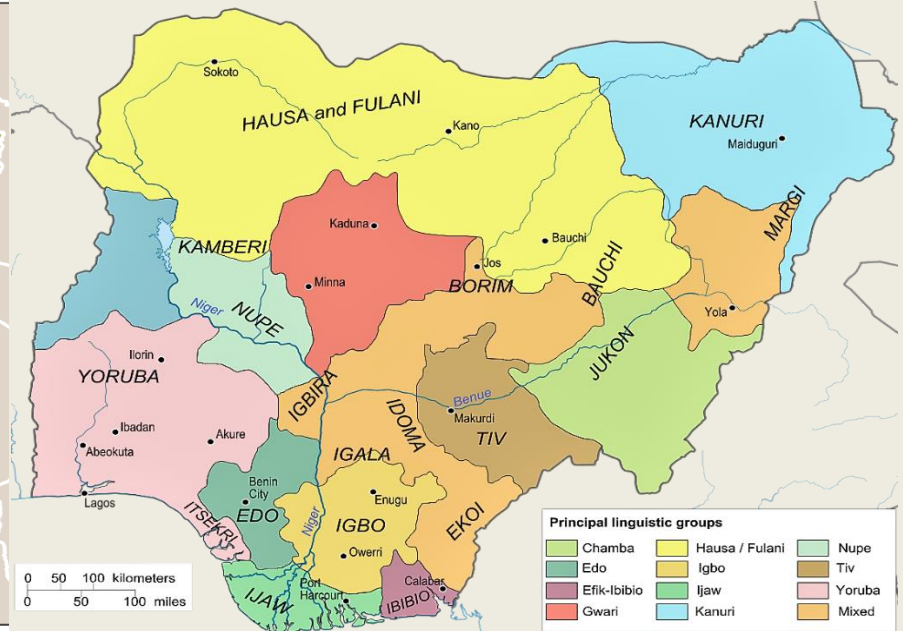 Sokoto
HAUSA and FULANI
Kano
KANURI
Maiduguri
MARGI
Kaduna
KAMBERI
Bauchi
BAUCHI
Jos
BORIM
Minna
Niger
NUPE
Yola
Ilorin
YORUBA
JUKON
IGBIRA
Benue
IDOMA
Makurdi
TIV
Ibadan
Akure
Abeokuta
IGALA
Lagos
Benin
City
EDO
Enugu
ITSEKRI
Niger
IGBO
EKOI
Owerri
Port
Harcourt
Calabar
IJAW
IBIBIO
0 50 100 kilometers
0 50 100 miles
Principal linguistic groups
Chamba
Edo
Efik-Ibibio
Gwari
Hausa / Fulani
Igbo
Ijaw
Kanuri
Nupe
Tiv
Yoruba
Mixed